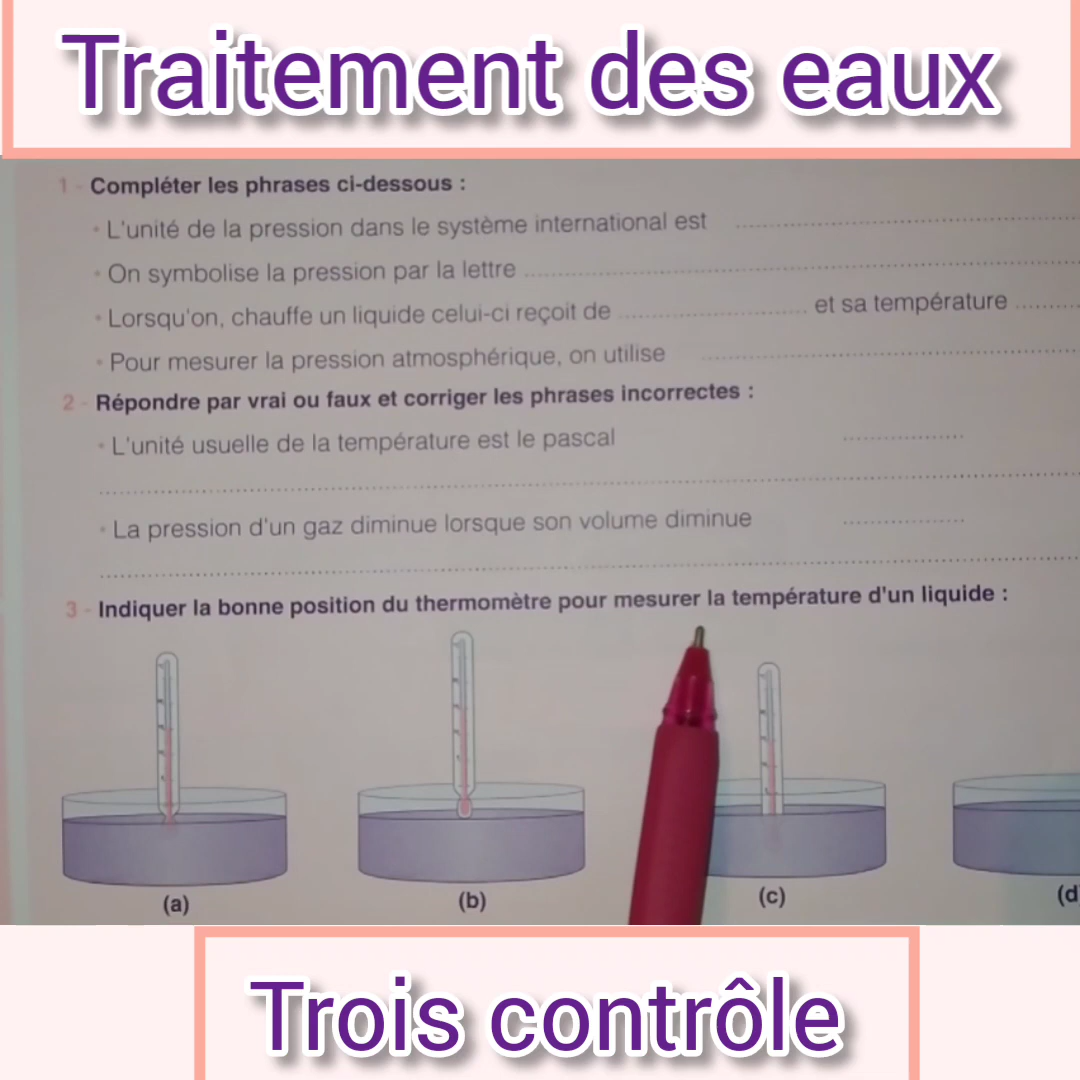 Traitement des eaux
1 - Compléter les phrases ci-dessous :
• L'unité de la pression dans le système international est ........................
• On symbolise la pression par la lettre ........................
• Lorsqu'on, chauffe un liquide celui-ci reçoit de ........................ et sa température ........
• Pour mesurer la pression atmosphérique, on utilise ........................
2 - Répondre par vrai ou faux et corriger les phrases incorrectes :
• L'unité usuelle de la température est le pascal ................
........................
• La pression d'un gaz diminue lorsque son volume diminue ................
........................
3 - Indiquer la bonne position du thermomètre pour mesurer la température d'un liquide :
(a) (b) (c) (d
Trois contrôle